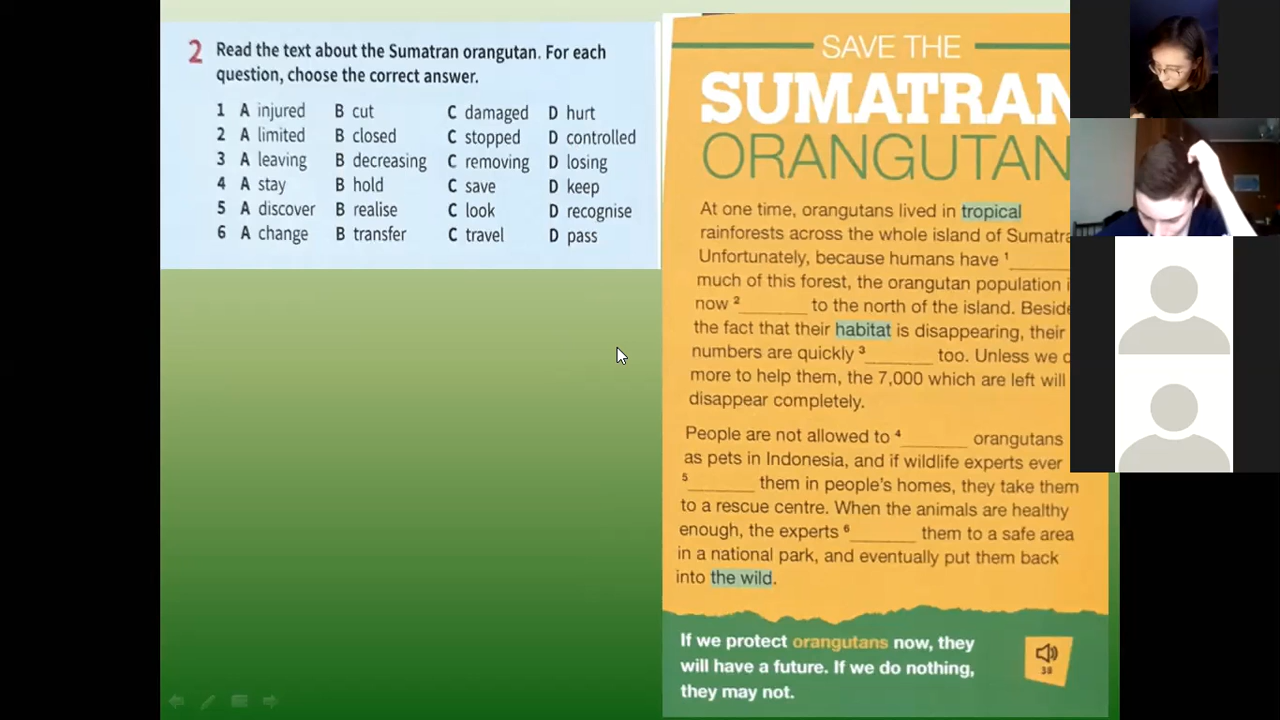 2 Read the text about the Sumatran orangutan. For each
question, choose the correct answer.
1 A injured B cut C damaged D hurt
2 A limited B closed C stopped D controlled
3 A leaving B decreasing C removing D losing
4 A stay B hold C save D keep
5 A discover B realise C look D recognise
6 A change B transfer C travel D pass
SAVE THE
SUMATRAN
ORANGUTAN
At one time, orangutans lived in tropical
rainforests across the whole island of
Unfortunately, because humans have 1 ______
much of this forest, the orangutan population
now 2 ______ to the north of the island.
the fact that their habitat is disappearing, their
numbers are quickly 3 ______ too. Unless we
more to help them, the 7,000 which are left will
disappear completely.
People are not allowed to 4 ______ orangutans
as pets in Indonesia, and if wildlife experts ever
5 ______ them in people's homes, they take them
to a rescue centre. When the animals are healthy
enough, the experts 6 ______ them to a safe area
in a national park, and eventually put them back
into the wild.
If we protect orangutans now, they
will have a future. If we do nothing,
they may not.
38